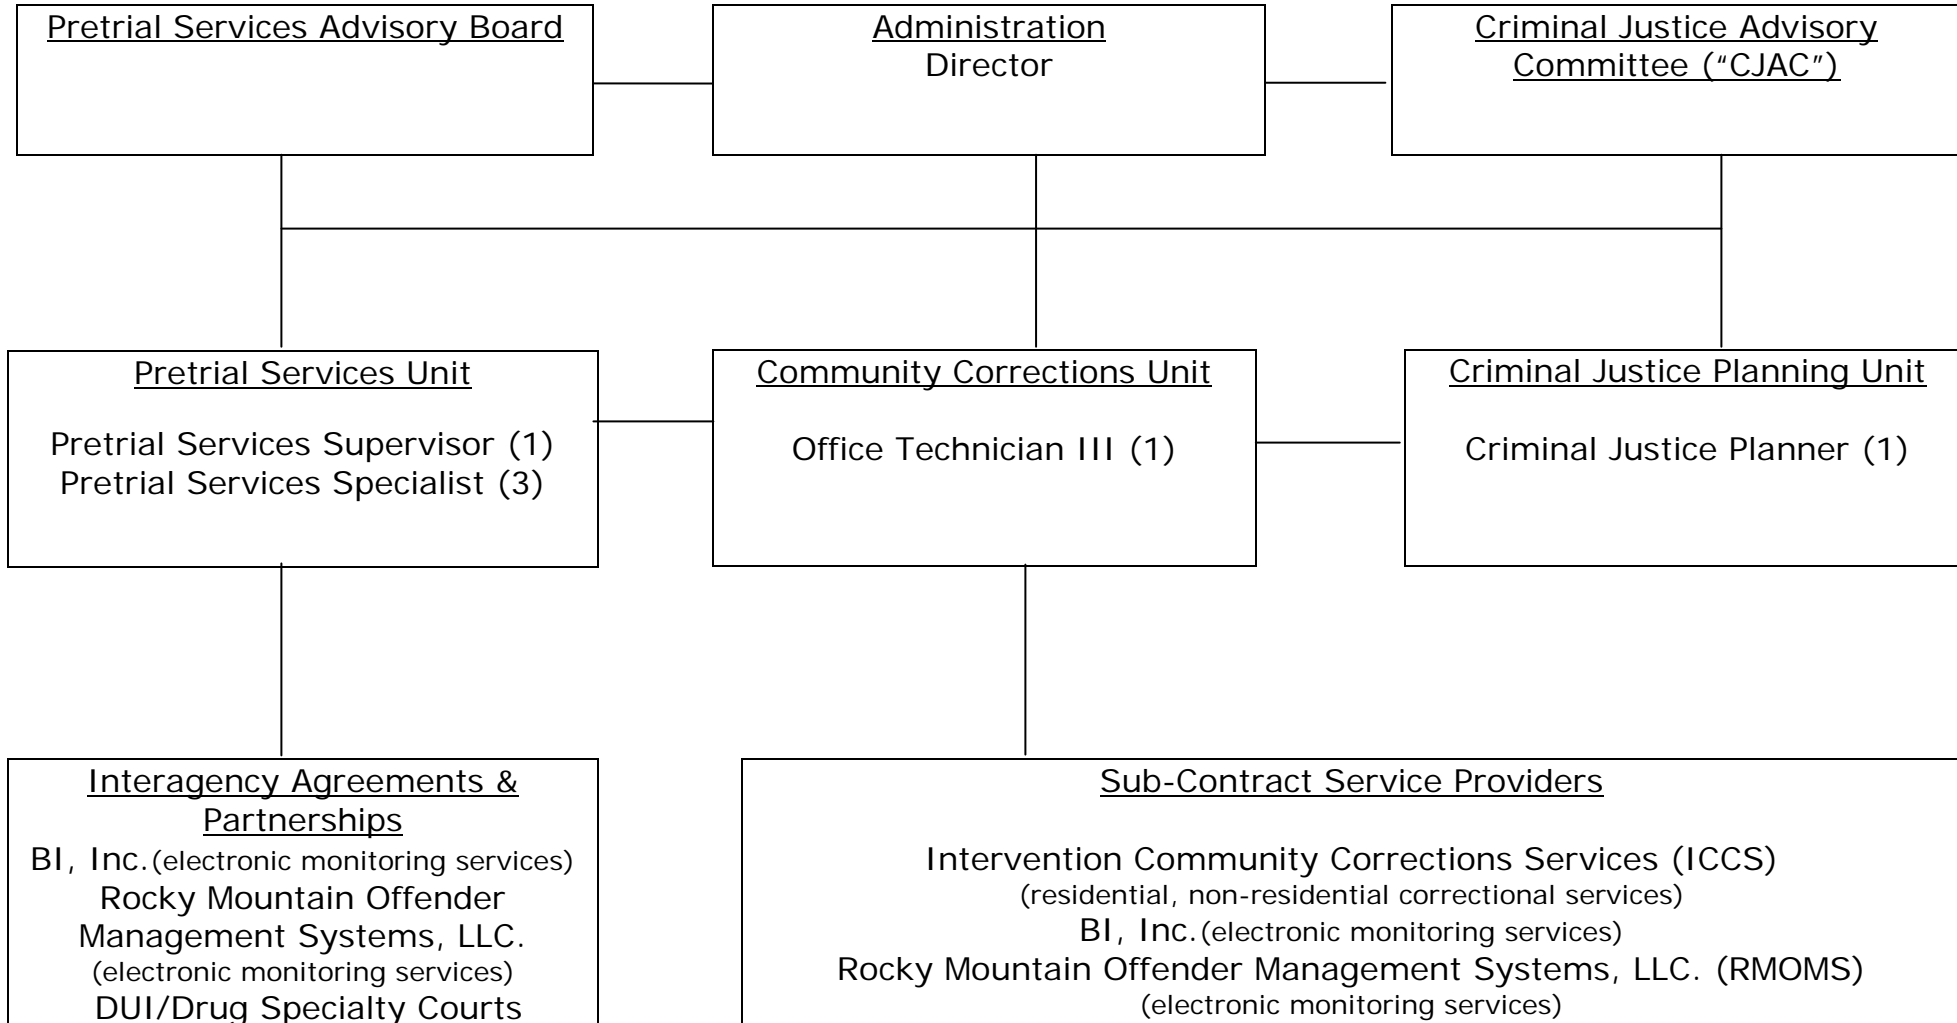 Pretrial Services Advisory Board
Administration
Director
Criminal Justice Advisory
Committee (“CJAC”)
Pretrial Services Unit
Pretrial Services Supervisor (1)
Pretrial Services Specialist (3)
Community Corrections Unit
Office Technician III (1)
Criminal Justice Planning Unit
Criminal Justice Planner (1)
Interagency Agreements &
Partnerships
BI, Inc.(electronic monitoring services)
Rocky Mountain Offender
Management Systems, LLC.
(electronic monitoring services)
DUI/Drug Specialty Courts
Sub-Contract Service Providers
Intervention Community Corrections Services (ICCS)
(residential, non-residential correctional services)
BI, Inc.(electronic monitoring services)
Rocky Mountain Offender Management Systems, LLC. (RMOMS)
(electronic monitoring services)